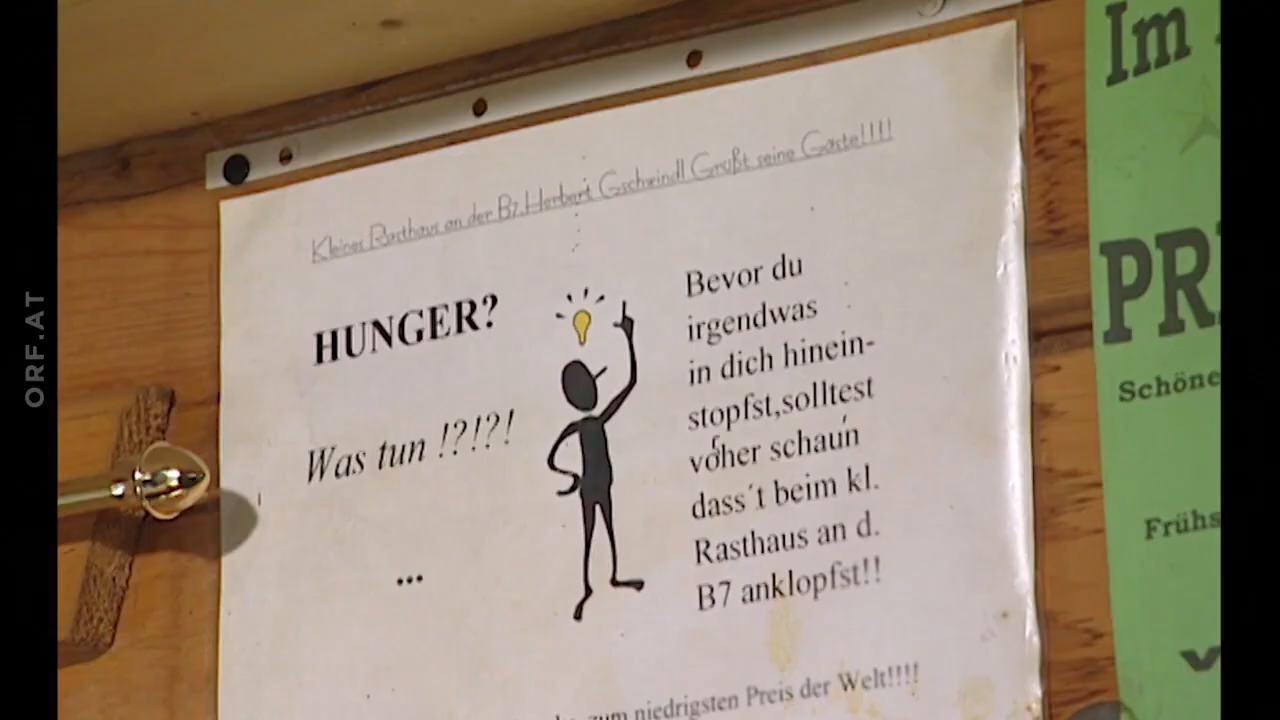 Kleines Rasthaus an der B7. Herbert Gschwindl Grüßt seine Gäste!!!!
HUNGER?
Was tun !?!?!
...
Bevor du
irgendwas
in dich hinein-
stopfst,solltest
vorher schaun
dass´t beim kl.
Rasthaus an d.
B7 anklopfst!!
zum niedrigsten Preis der Welt!!!!
Im
PR
Schöne
Frühs
ORF.AT